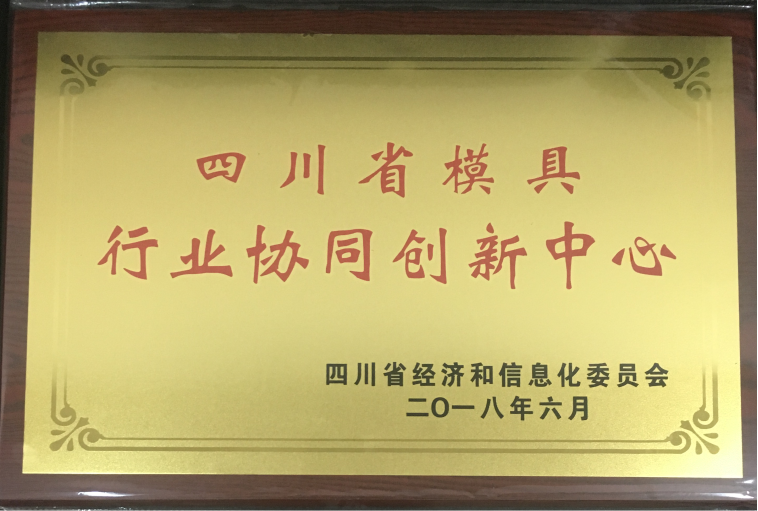 四川省模具
行业协同创新中心
四川省经济和信息化委员会
二〇一八年六月